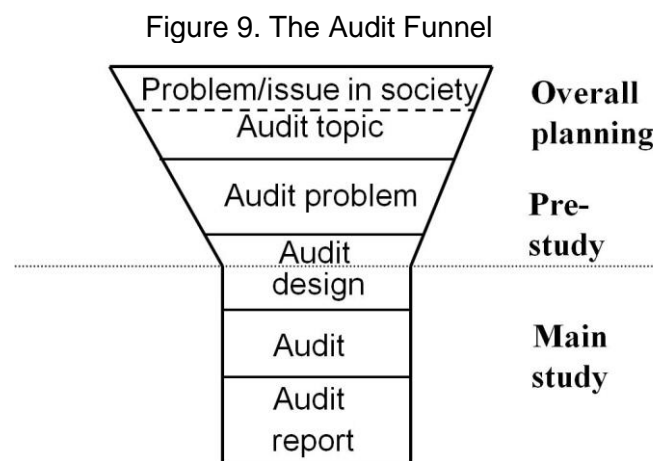 Figure 9. The Audit Funnel
Problem/issue in society
Audit topic
Overall
planning
Audit problem
Pre-
study
Audit
design
Audit
Main
study
Audit
report